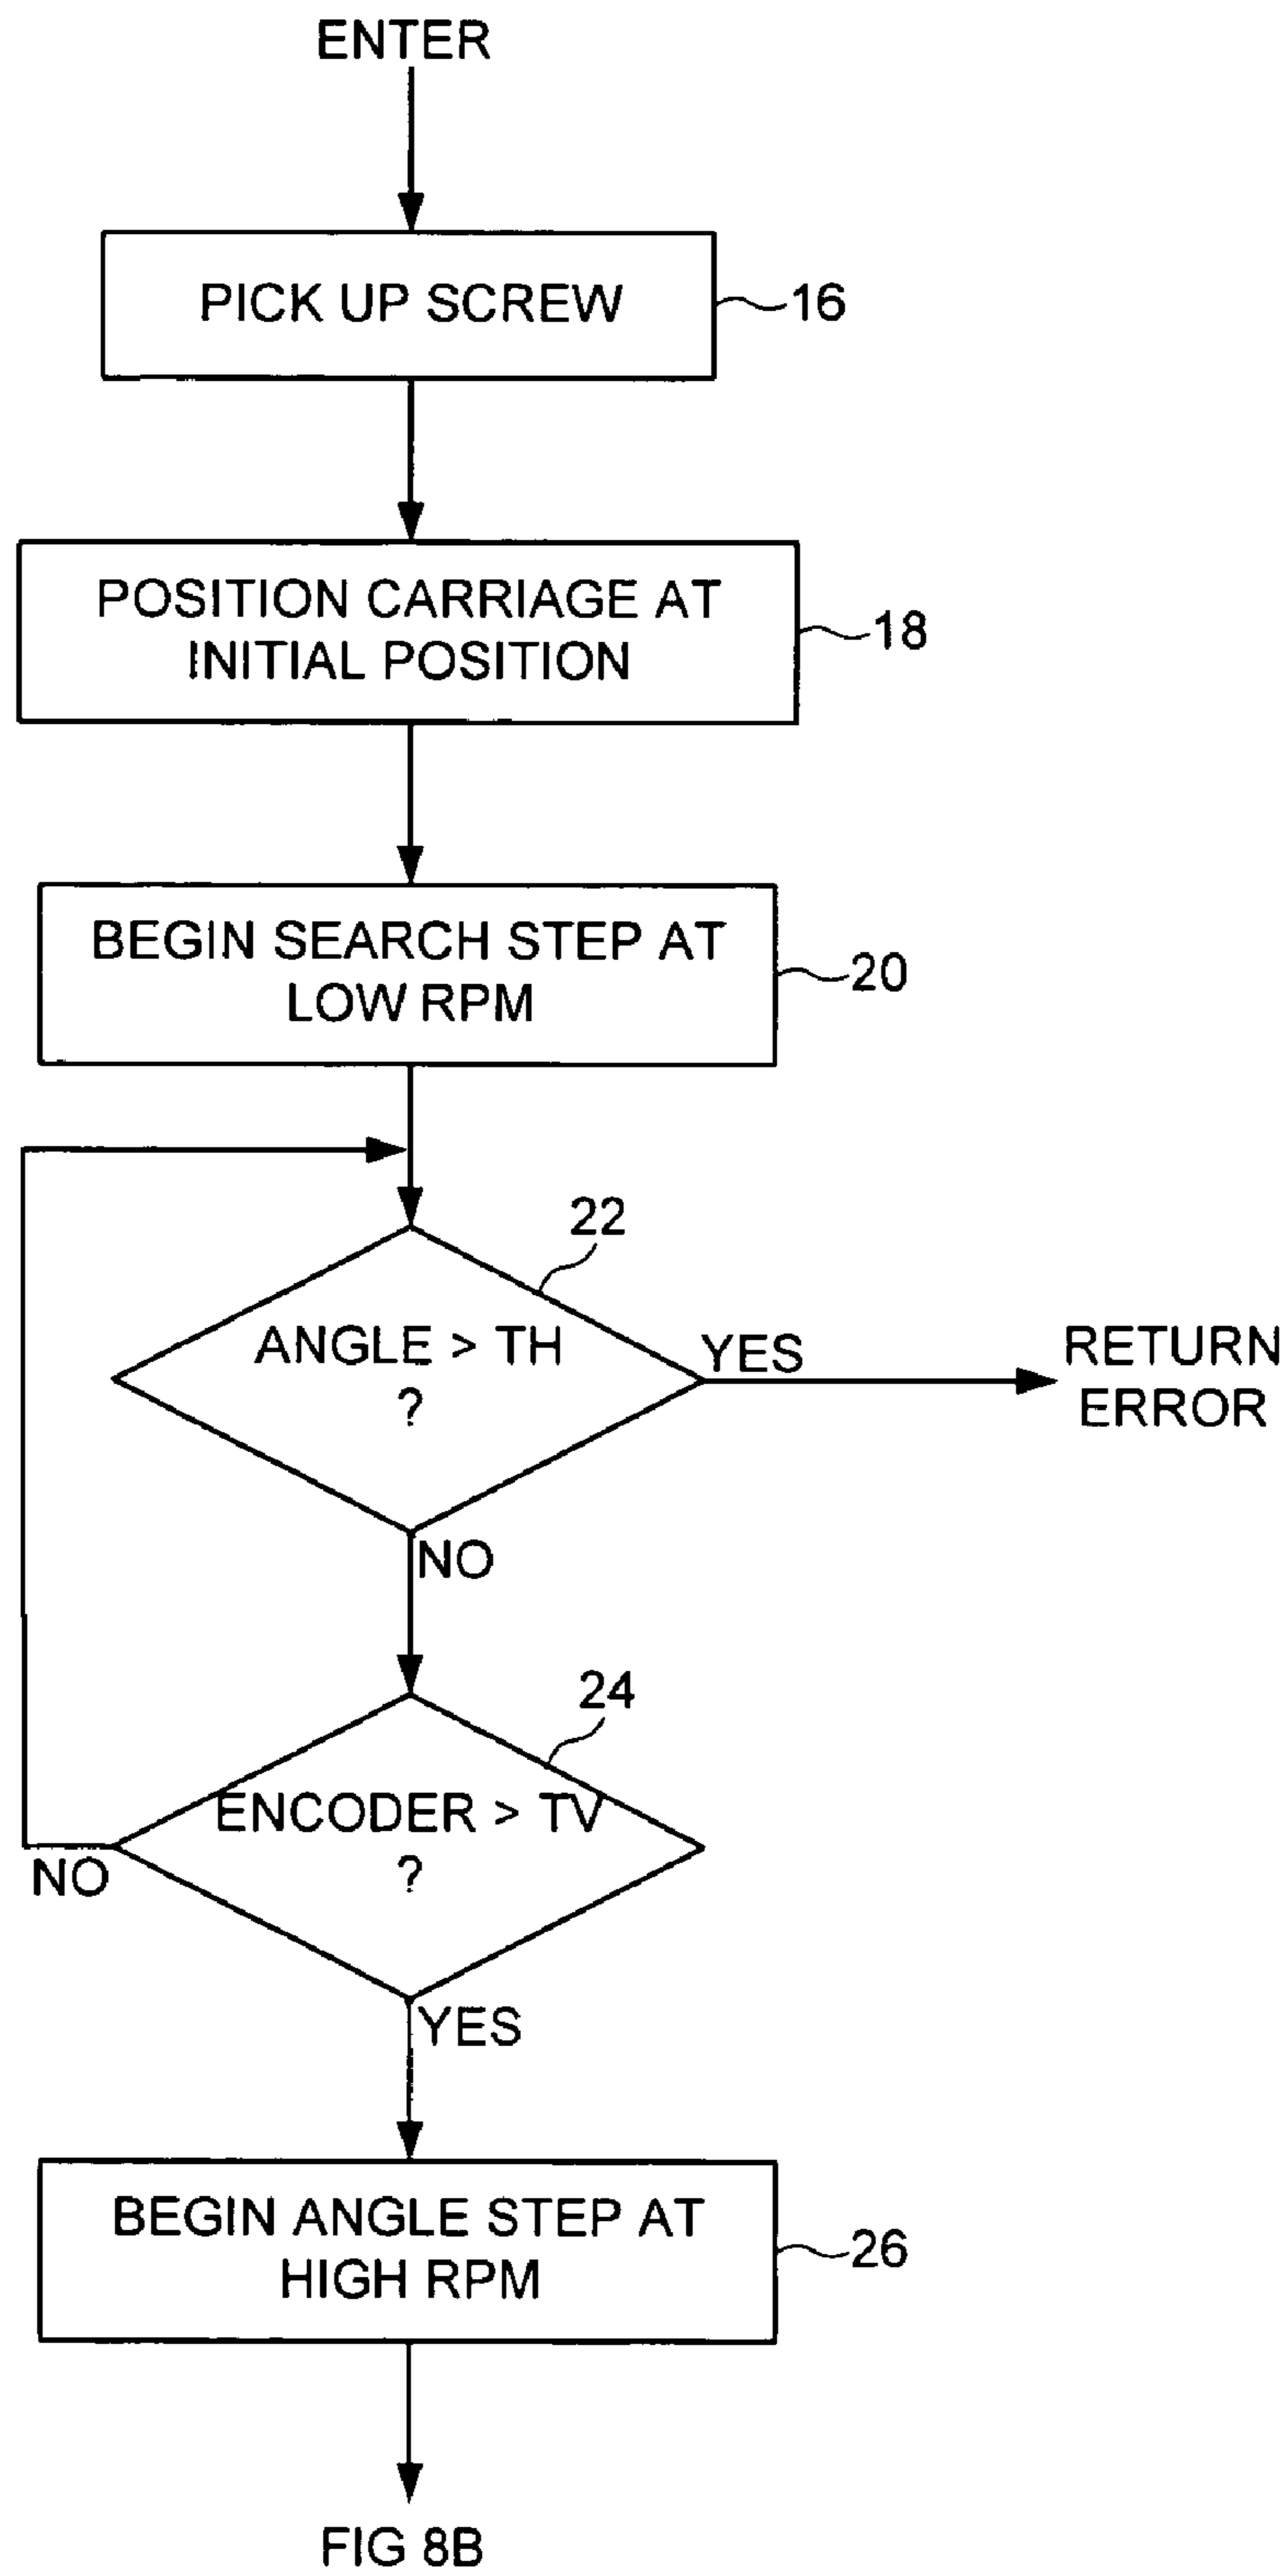 ENTER
PICK UP SCREW
16
POSITION CARRIAGE AT
INITIAL POSITION
18
BEGIN SEARCH STEP AT
LOW RPM
20
22
ANGLE > TH
?
YES
RETURN
ERROR
NO
24
ENCODER > TV
?
NO
YES
BEGIN ANGLE STEP AT
HIGH RPM
26
FIG 8B